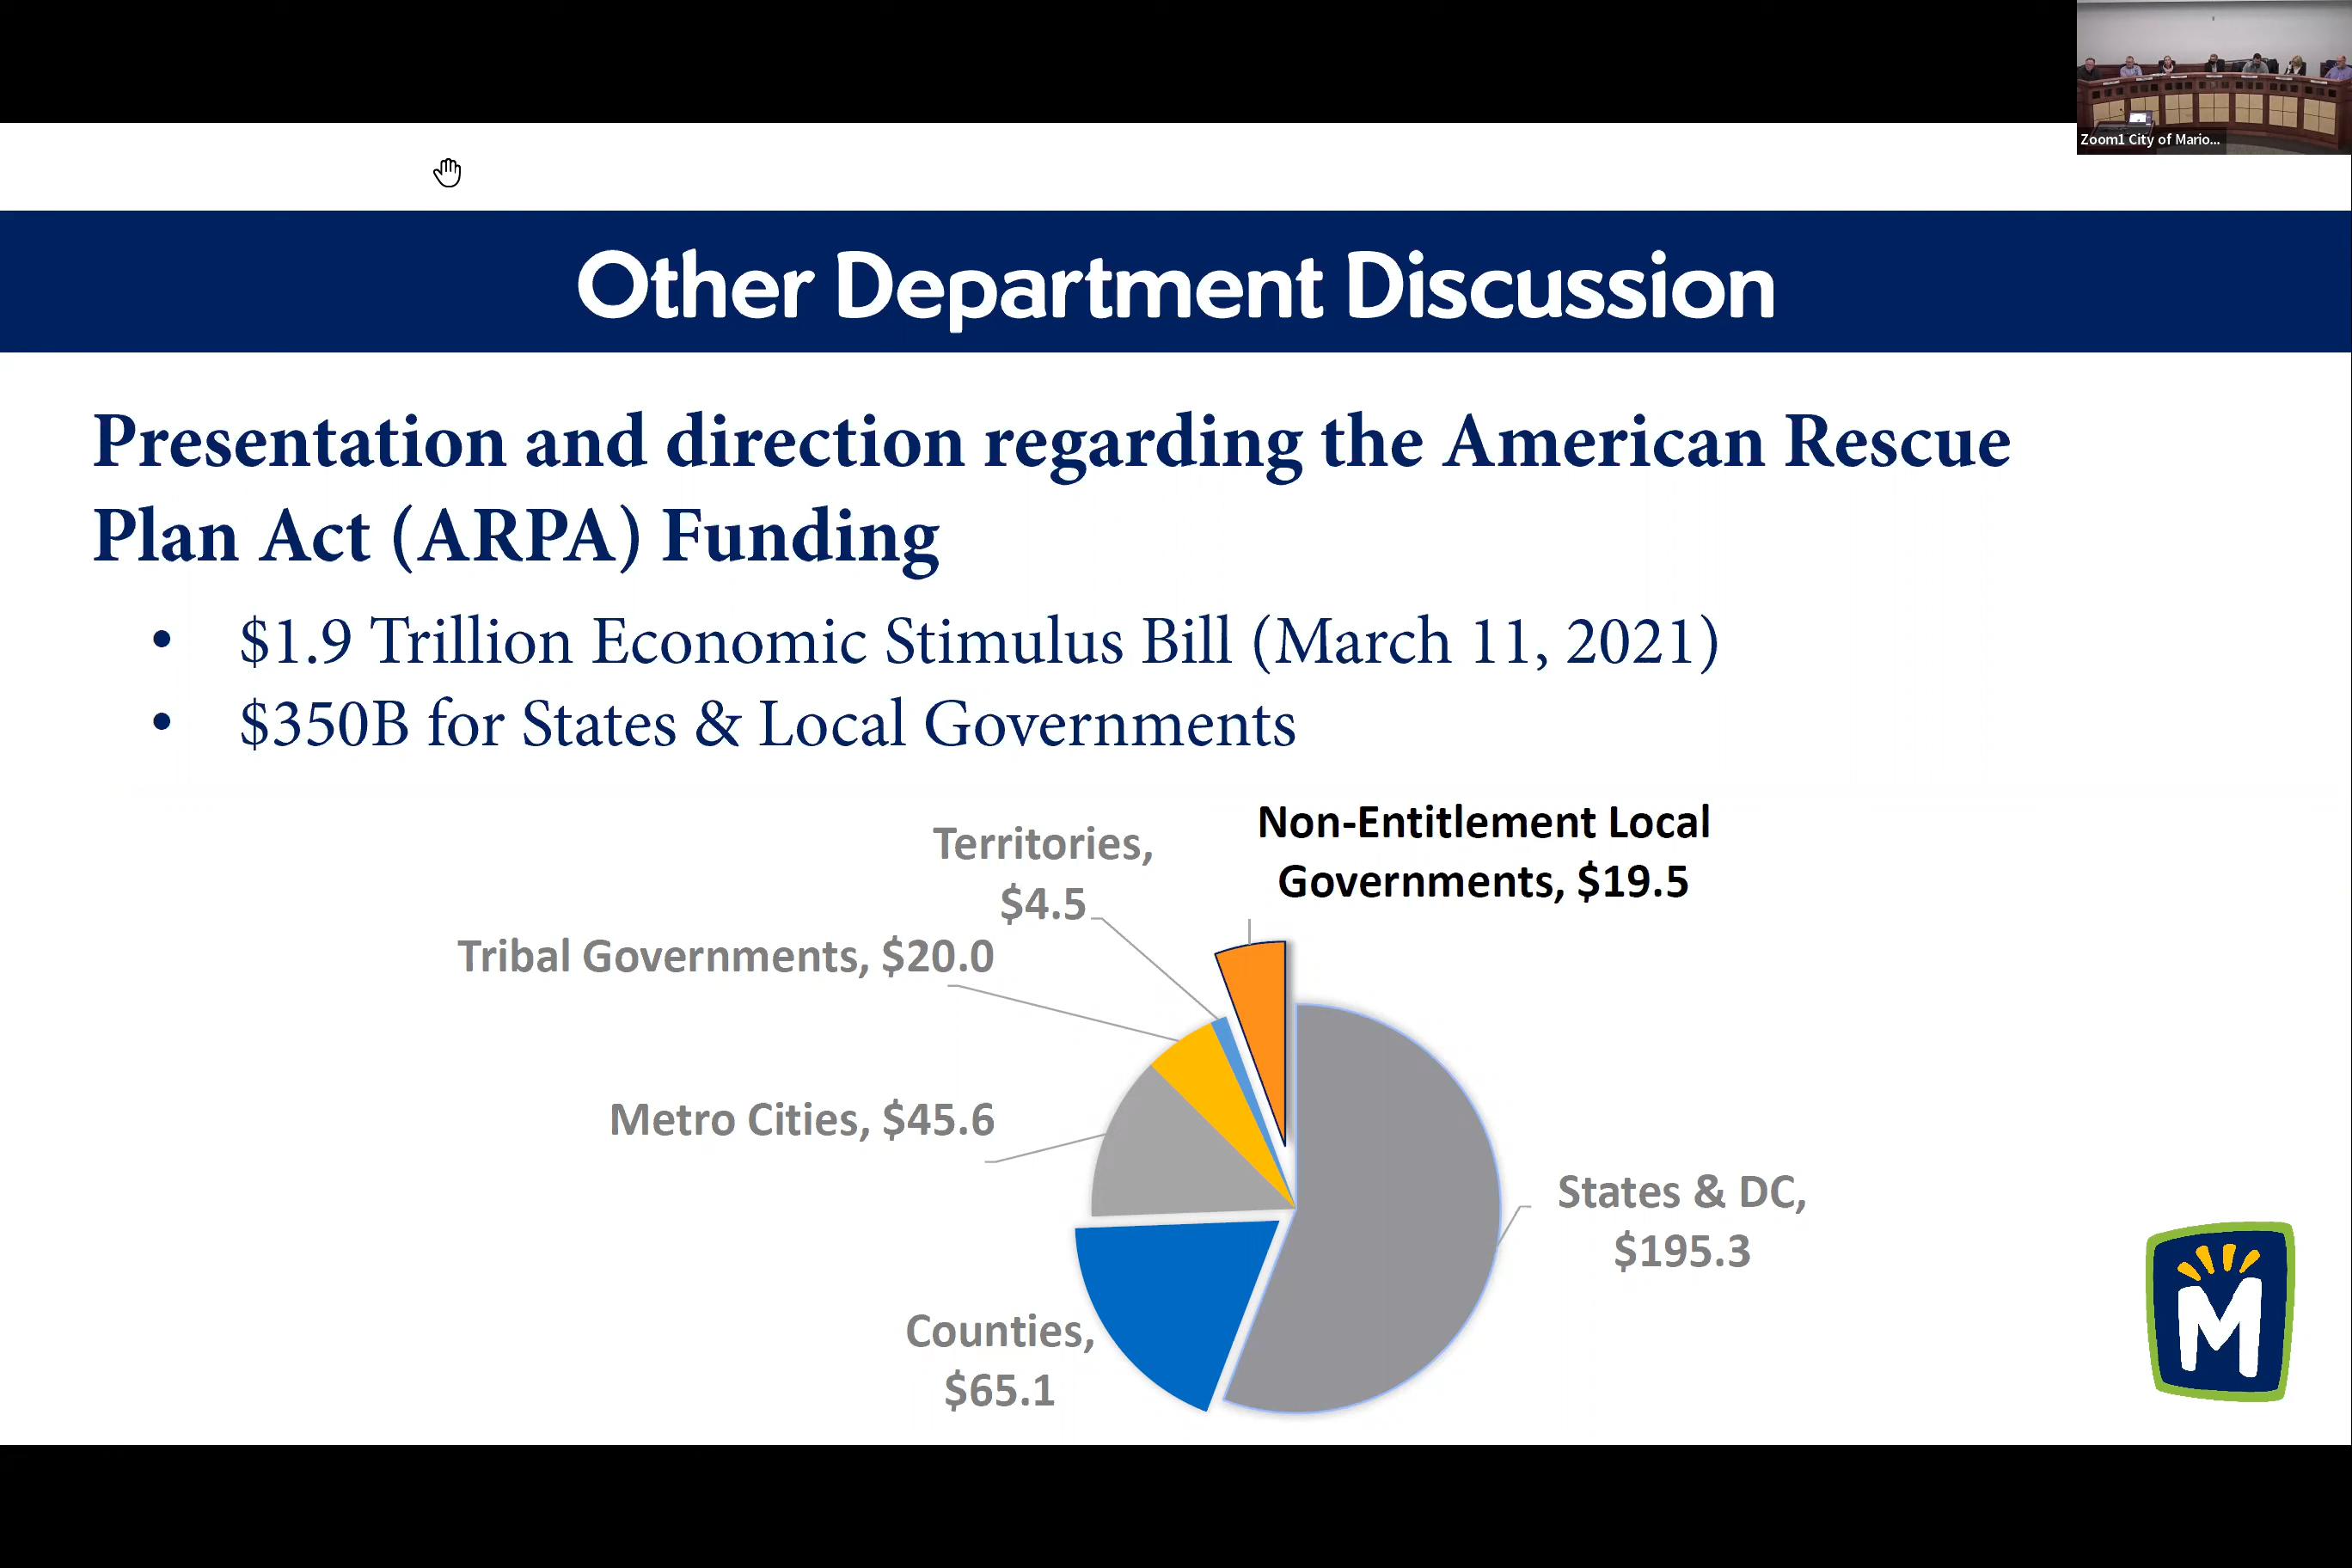 Zoom1 City of Mario...
Other Department Discussion
Presentation and direction regarding the American Rescue
Plan Act (ARPA) Funding
• $1.9 Trillion Economic Stimulus Bill (March 11, 2021)
• $350B for States & Local Governments
Non-Entitlement Local
Governments, $19.5
Territories,
$4.5
Tribal Governments, $20.0
Metro Cities, $45.6
States & DC,
$195.3
Counties,
$65.1
M